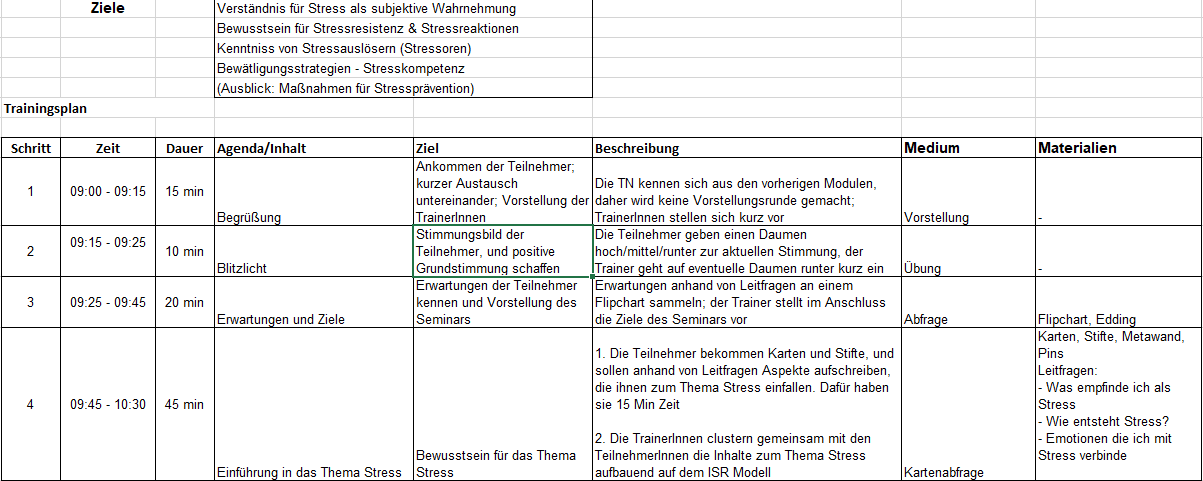 Ziele
Verständnis für Stress als subjektive Wahrnehmung
Bewusstsein für Stressresistenz & Stressreaktionen
Kenntniss von Stressauslösern (Stressoren)
Bewätligungsstrategien - Stresskompetenz
(Ausblick: Maßnahmen für Stressprävention)
Trainingsplan
Schritt Zeit Dauer Agenda/Inhalt Ziel Beschreibung Medium Materialien
1
09:00 - 09:15
15 min
Begrüßung
Ankommen der Teilnehmer;
kurzer Austausch
untereinander; Vorstellung der
TrainerInnen
Die TN kennen sich aus den vorherigen Modulen,
daher wird keine Vorstellungsrunde gemacht;
TrainerInnen stellen sich kurz vor
Vorstellung
-
2
09:15 - 09:25
10 min
Blitzlicht
Stimmungsbild der
Teilnehmer, und positive
Grundstimmung schaffen
Die Teilnehmer geben einen Daumen
hoch/mittel/runter zur aktuellen Stimmung, der
Trainer geht auf eventuelle Daumen runter kurz ein
Übung
-
3
09:25 - 09:45
20 min
Erwartungen und Ziele
Erwartungen der Teilnehmer
kennen und Vorstellung des
Seminars
Erwartungen anhand von Leitfragen an einem
Flipchart sammeln; der Trainer stellt im Anschluss
die Ziele des Seminars vor
Abfrage
Flipchart, Edding
4
09:45 - 10:30
45 min
Einführung in das Thema Stress
Bewusstsein für das Thema
Stress
1. Die Teilnehmer bekommen Karten und Stifte, und
sollen anhand von Leitfragen Aspekte aufschreiben,
die ihnen zum Thema Stress einfallen. Dafür haben
sie 15 Min Zeit
2. Die TrainerInnen clustern gemeinsam mit den
TeilnehmerInnen die Inhalte zum Thema Stress
aufbauend auf dem ISR Modell
Kartenabfrage
Karten, Stifte, Metawand,
Pins
Leitfragen:
- Was empfinde ich als
Stress
- Wie entsteht Stress?
- Emotionen die ich mit
Stress verbinde